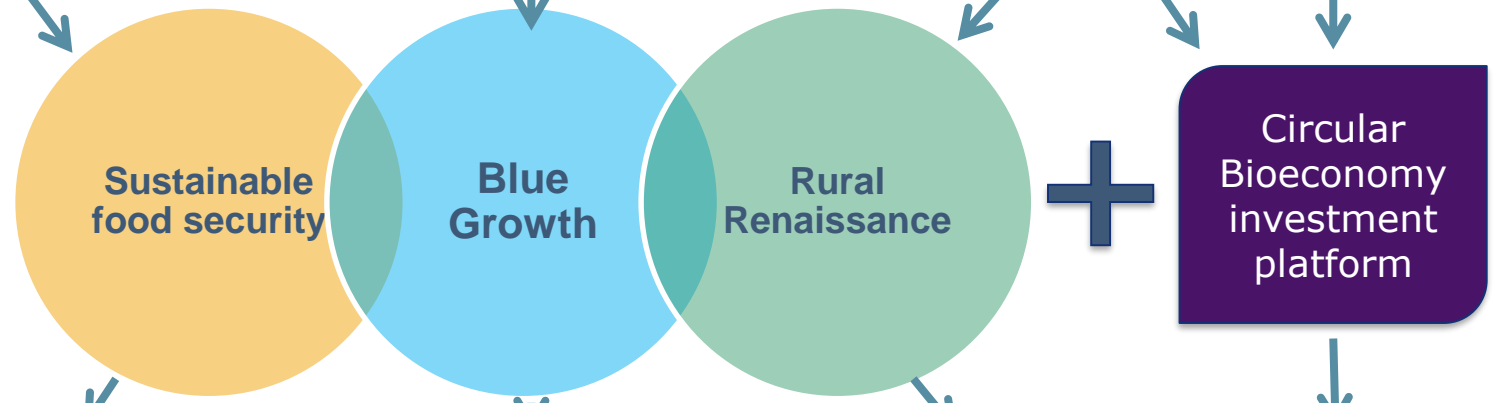 Sustainable
food security
Blue
Growth
Rural
Renaissance
Circular
Bioeconomy
investment
platform